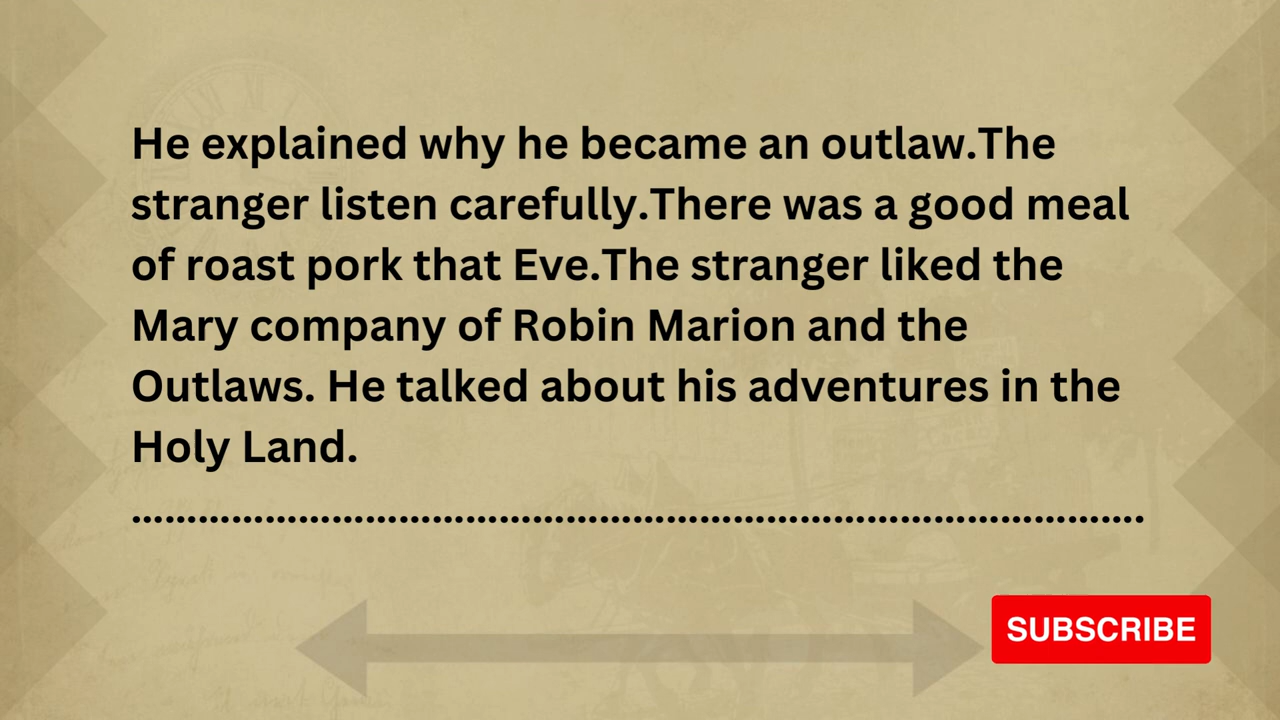 He explained why he became an outlaw.The
stranger listen carefully.There was a good meal
of roast pork that Eve.The stranger liked the
Mary company of Robin Marion and the
Outlaws. He talked about his adventures in the
Holy Land.
................................................................................................
SUBSCRIBE